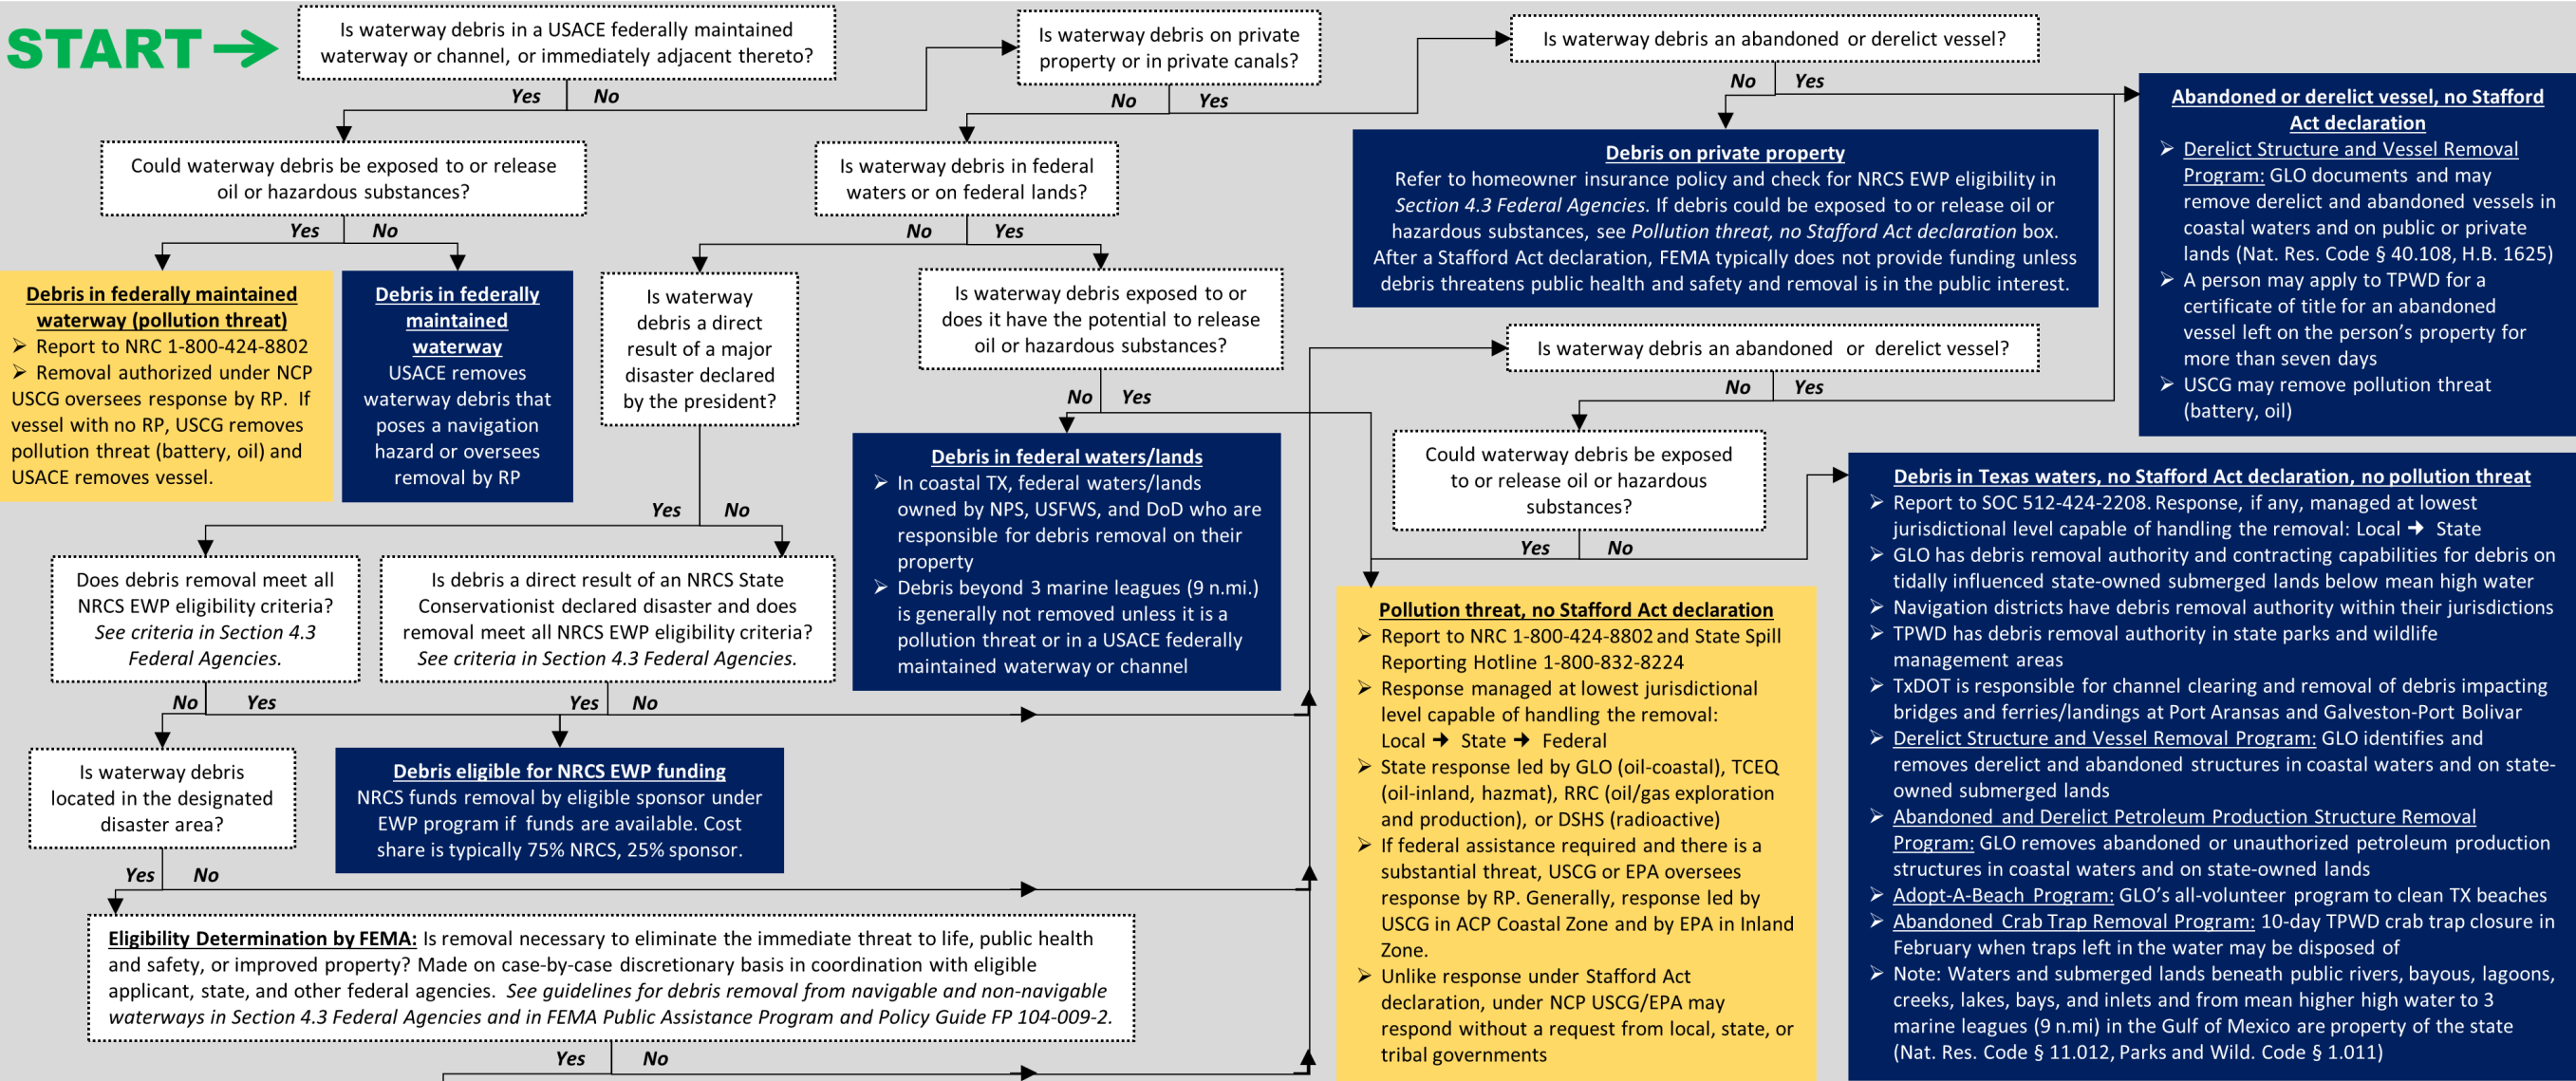 START
Is waterway debris in a USACE federally maintained
waterway or channel, or immediately adjacent thereto?
Yes No
Is waterway debris on private
property or in private canals?
No Yes
Is waterway debris an abandoned or derelict vessel?
No Yes
Could waterway debris be exposed to or release
oil or hazardous substances?
Yes No
Is waterway debris in federal
waters or on federal lands?
No Yes
Debris on private property
Refer to homeowner insurance policy and check for NRCS EWP eligibility in
Section 4.3 Federal Agencies. If debris could be exposed to or release oil or
hazardous substances, see Pollution threat, no Stafford Act declaration box.
After a Stafford Act declaration, FEMA typically does not provide funding unless
debris threatens public health and safety and removal is in the public interest.
Abandoned or derelict vessel, no Stafford
Act declaration
➢ Derelict Structure and Vessel Removal
Program: GLO documents and may
remove derelict and abandoned vessels in
coastal waters and on public or private
lands (Nat. Res. Code § 40.108, H.B. 1625)
➢ A person may apply to TPWD for a
certificate of title for an abandoned
vessel left on the person's property for
more than seven days
➢ USCG may remove pollution threat
(battery, oil)
Debris in federally maintained
waterway (pollution threat)
➢ Report to NRC 1-800-424-8802
➢ Removal authorized under NCP
USCG oversees response by RP. If
vessel with no RP, USCG removes
pollution threat (battery, oil) and
USACE removes vessel.
Debris in federally
maintained
waterway
USACE removes
waterway debris that
poses a navigation
hazard or oversees
removal by RP
Is waterway
debris a direct
result of a major
disaster declared
by the president?
Yes No
Is waterway debris exposed to or
does it have the potential to release
oil or hazardous substances?
No Yes
Is waterway debris an abandoned or derelict vessel?
No Yes
Debris in federal waters/lands
➢ In coastal TX, federal waters/lands
owned by NPS, USFWS, and DoD who are
responsible for debris removal on their
property
➢ Debris beyond 3 marine leagues (9 n.mi.)
is generally not removed unless it is a
pollution threat or in a USACE federally
maintained waterway or channel
Could waterway debris be exposed
to or release oil or hazardous
substances?
Yes No
Does debris removal meet all
NRCS EWP eligibility criteria?
See criteria in Section 4.3
Federal Agencies.
No Yes
Is debris a direct result of an NRCS State
Conservationist declared disaster and does
removal meet all NRCS EWP eligibility criteria?
See criteria in Section 4.3 Federal Agencies.
Yes No
Is waterway debris
located in the designated
disaster area?
Yes No
Debris eligible for NRCS EWP funding
NRCS funds removal by eligible sponsor under
EWP program if funds are available. Cost
share is typically 75% NRCS, 25% sponsor.
Eligibility Determination by FEMA: Is removal necessary to eliminate the immediate threat to life, public health
and safety, or improved property? Made on case-by-case discretionary basis in coordination with eligible
applicant, state, and other federal agencies. See guidelines for debris removal from navigable and non-navigable
waterways in Section 4.3 Federal Agencies and in FEMA Public Assistance Program and Policy Guide FP 104-009-2.
Yes No
Pollution threat, no Stafford Act declaration
➢ Report to NRC 1-800-424-8802 and State Spill
Reporting Hotline 1-800-832-8224
➢ Response managed at lowest jurisdictional
level capable of handling the removal:
Local → State → Federal
➢ State response led by GLO (oil-coastal), TCEQ
(oil-inland, hazmat), RRC (oil/gas exploration
and production), or DSHS (radioactive)
➢ If federal assistance required and there is a
substantial threat, USCG or EPA oversees
response by RP. Generally, response led by
USCG in ACP Coastal Zone and by EPA in Inland
Zone.
➢ Unlike response under Stafford Act
declaration, under NCP USCG/EPA may
respond without a request from local, state, or
tribal governments
Debris in Texas waters, no Stafford Act declaration, no pollution threat
➢ Report to SOC 512-424-2208. Response, if any, managed at lowest
jurisdictional level capable of handling the removal: Local → State
➢ GLO has debris removal authority and contracting capabilities for debris on
tidally influenced state-owned submerged lands below mean high water
➢ Navigation districts have debris removal authority within their jurisdictions
➢ TPWD has debris removal authority in state parks and wildlife
management areas
➢ TxDOT is responsible for channel clearing and removal of debris impacting
bridges and ferries/landings at Port Aransas and Galveston-Port Bolivar
➢ Derelict Structure and Vessel Removal Program: GLO identifies and
removes derelict and abandoned structures in coastal waters and on state-
owned submerged lands
➢ Abandoned and Derelict Petroleum Production Structure Removal
Program: GLO removes abandoned or unauthorized petroleum production
structures in coastal waters and on state-owned lands
➢ Adopt-A-Beach Program: GLO's all-volunteer program to clean TX beaches
➢ Abandoned Crab Trap Removal Program: 10-day TPWD crab trap closure in
February when traps left in the water may be disposed of
➢ Note: Waters and submerged lands beneath public rivers, bayous, lagoons,
creeks, lakes, bays, and inlets and from mean higher high water to 3
marine leagues (9 n.mi) in the Gulf of Mexico are property of the state
(Nat. Res. Code § 11.012, Parks and Wild. Code § 1.011)